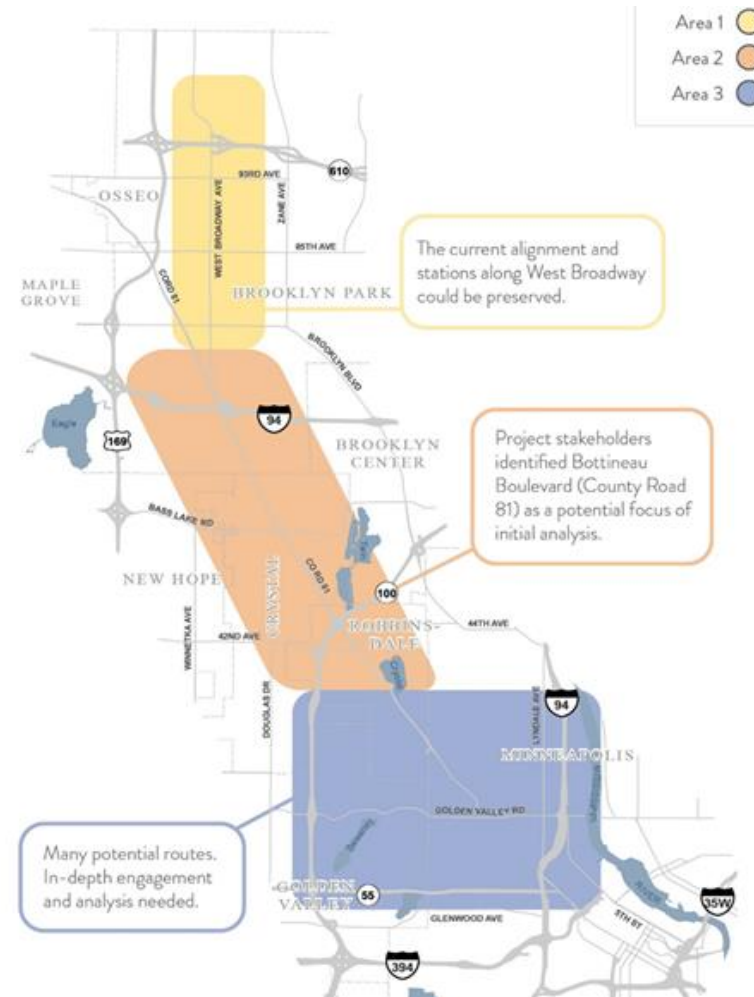 Area 1
Area 2
Area 3
610
93RD AVE
OSSEO
WEST BROADWAY AVE
ZANE AVE
85TH AVE
The current alignment and
stations along West Broadway
could be preserved.
MAPLE
GROVE
CORD 81
BROOKLYN PARK
BROOKLYN BLVD
Eagle
94
169
BROOKLYN
CENTER
Project stakeholders
identified Bottineau
Boulevard (County Road
81) as a potential focus of
initial analysis.
BASS LAKE RD
Twin
NEW HOPE
CRYSTAL
CO RD 81
100
WINNETKA AVE
42ND AVE
ROBBINS-
DALE
44TH AVE
Crystal
DOUGLAS DR
LYNDALE AVE
94
MINNEAPOLIS
Mississippi
GOLDEN VALLEY RD
Many potential routes.
In-depth engagement
and analysis needed.
GOLDEN
VALLEY
55
RIVER
35W
GLENWOOD AVE
5TH ST
394